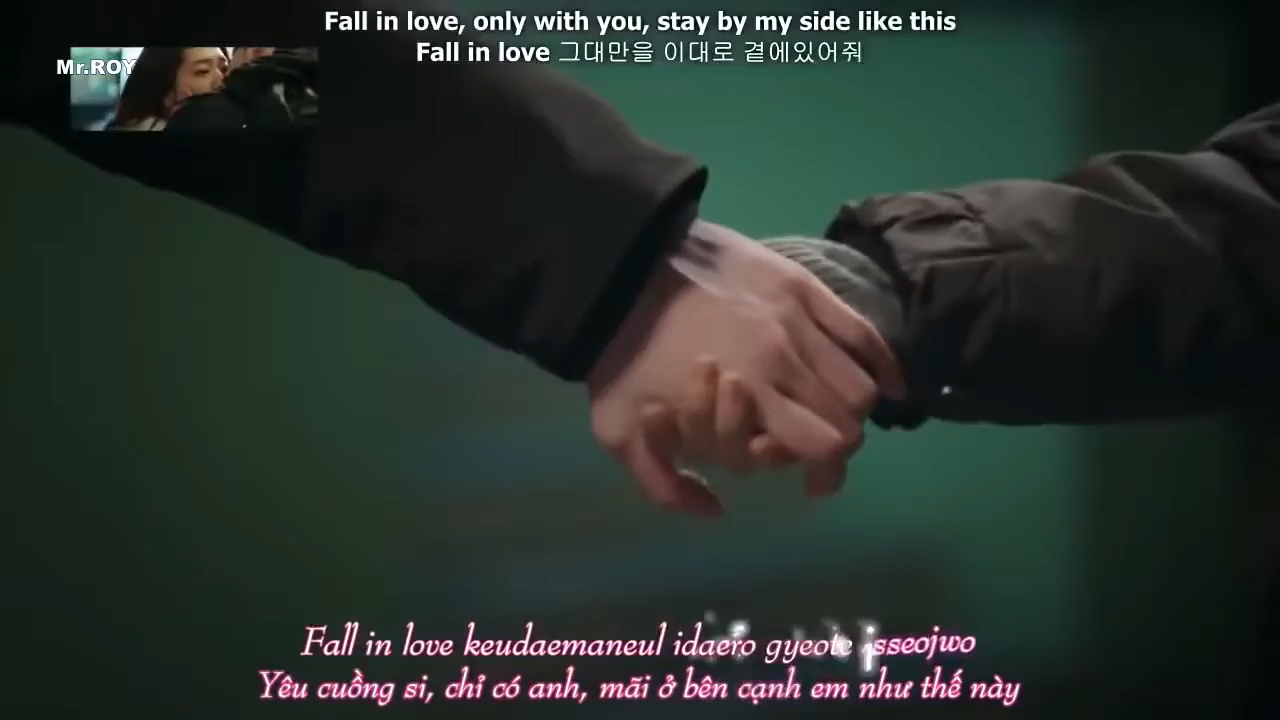 Fall in love, only with you, stay by my side like this
Fall in love 그대만을 이대로 곁에있어줘
Mr.ROY
Fall in love keudaemaneul idaero gyeote sseojwo
Yêu cuồng si, chỉ có anh, mãi ở bên cạnh em như thế này